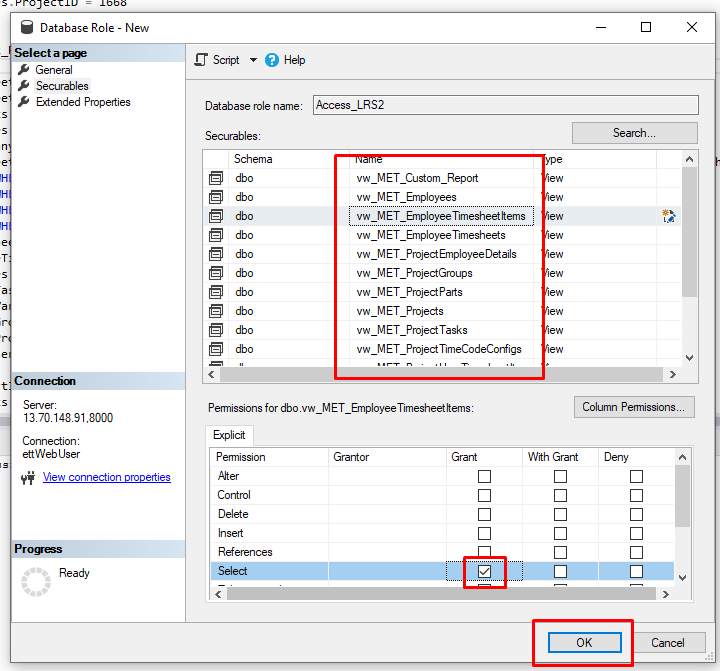 s.ProjectID = 1668
Database Role - New
Select a page
General
Securables
Extended Properties
Script
Help
Database role name:
Access_LRS2
Securables:
Search...
Schema
Name
Type
dbo
vw_MET_Custom_Report
View
dbo
vw_MET_Employees
View
dbo
vw_MET_EmployeeTimesheetItems
View
dbo
vw_MET_EmployeeTimesheets
View
dbo
vw_MET_ProjectEmployeeDetails
View
dbo
vw_MET_ProjectGroups
View
dbo
vw_MET_ProjectParts
View
dbo
vw_MET_Projects
View
dbo
vw_MET_ProjectTasks
View
dbo
vw_MET_ProjectTimeCodeConfigs
View
Connection
Server:
13.70.148.91,8000
Connection:
ettWebUser
View connection properties
Progress
Ready
Permissions for dbo.vw_MET_EmployeeTimesheetItems:
Column Permissions...
Explicit
Permission
Grantor
Grant
With Grant
Deny
Alter
Control
Delete
Insert
References
Select
OK
Cancel